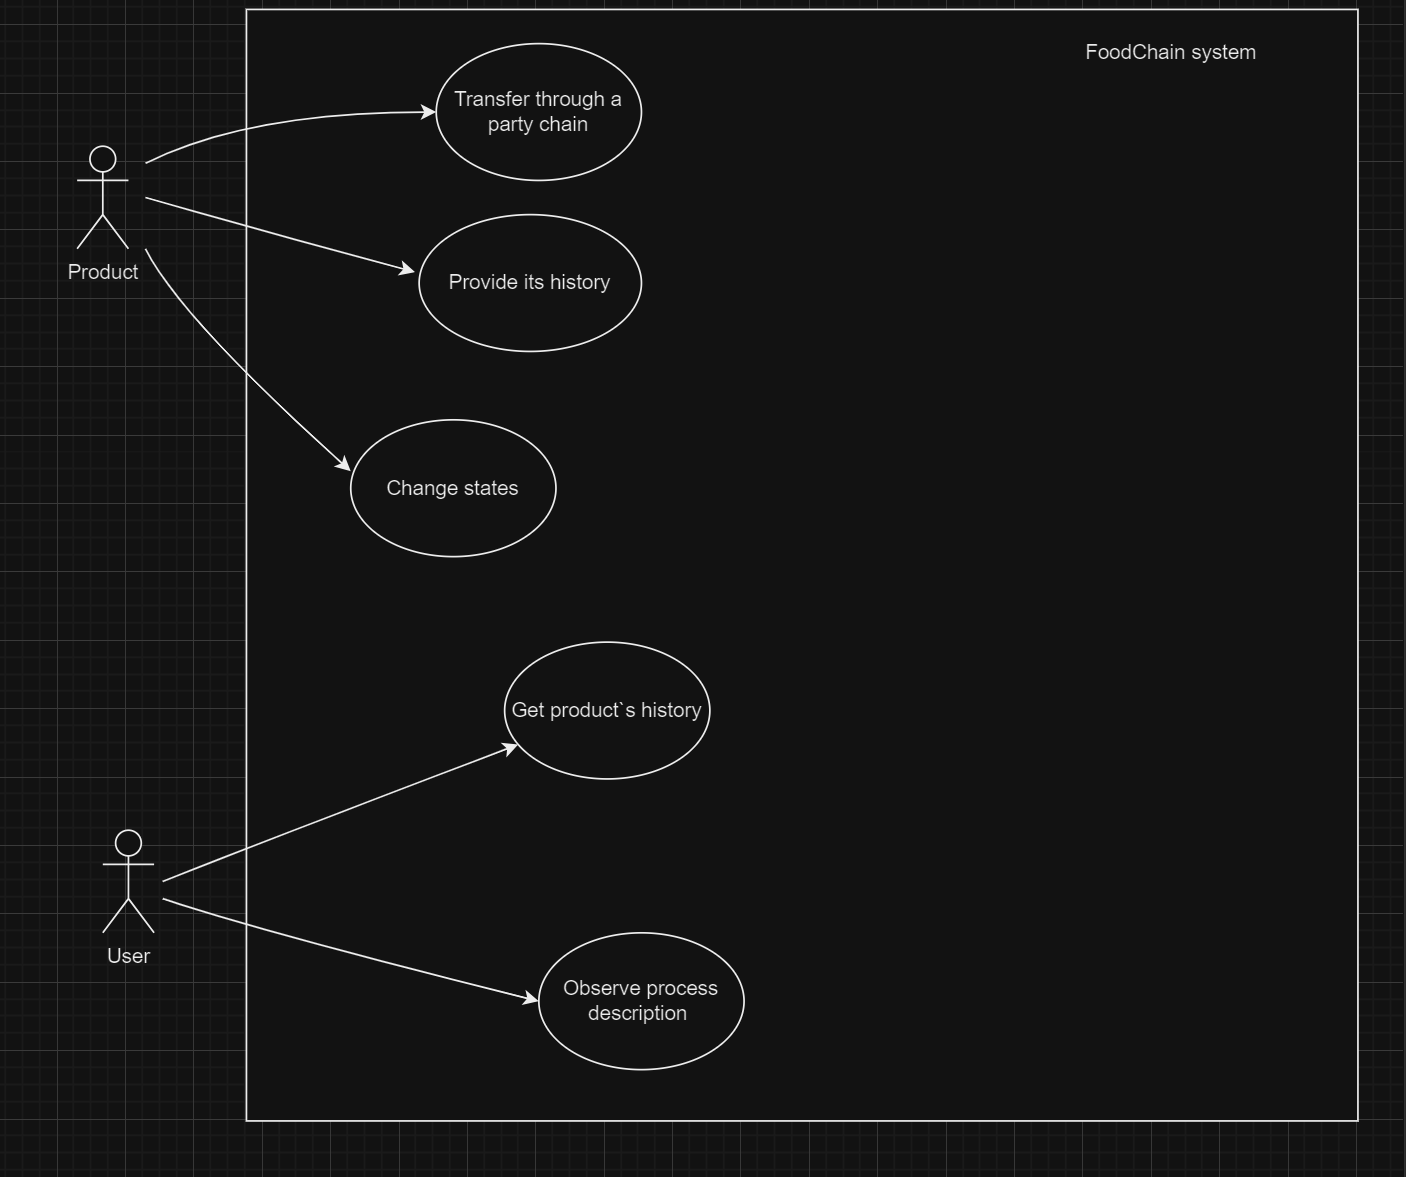 FoodChain system
Transfer through a
party chain
Product
Provide its history
Change states
Get product`s history
User
Observe process
description